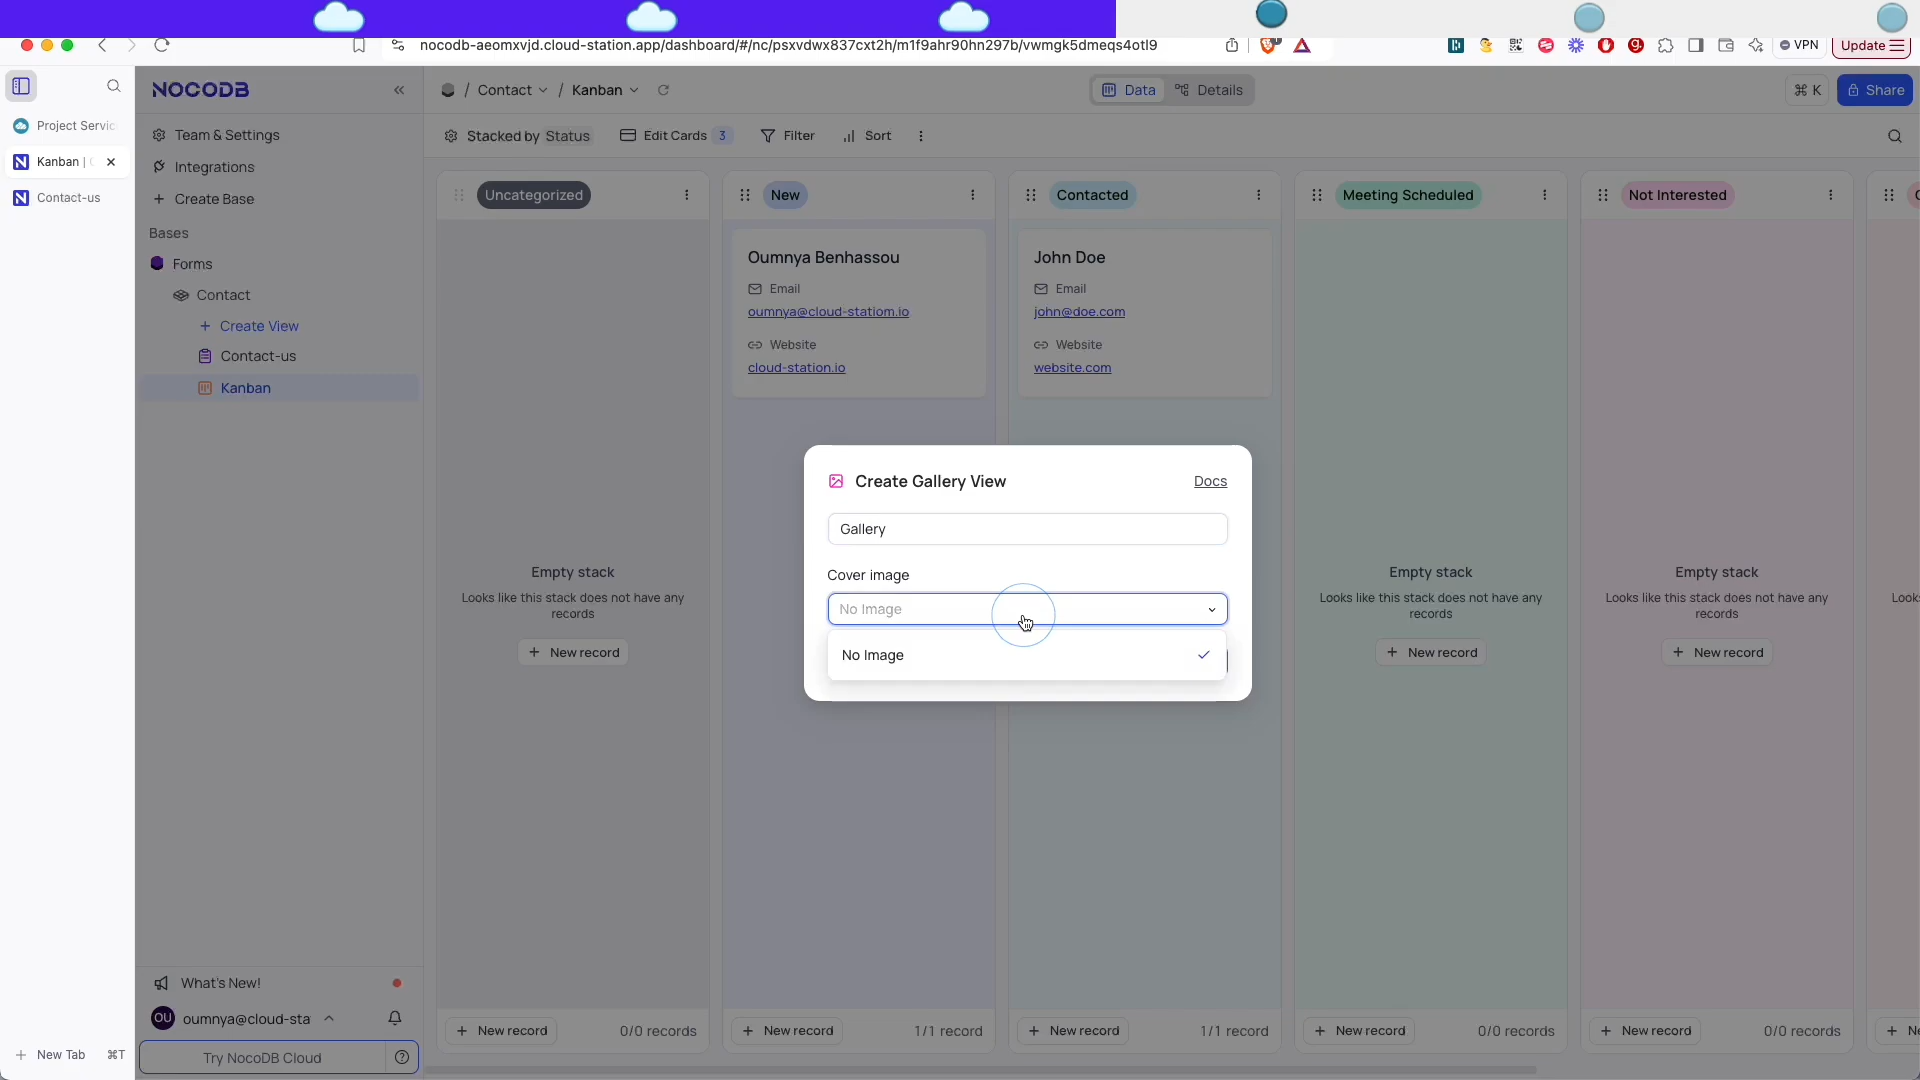 nocodb-aeomxvjd.cloud-station.app/dashboard/#/nc/psxvdwx837cxt2h/m1f9ahr90hn297b/vwmgk5dmeqs4otl9
VPN
Update
Project Servic
Kanban |
Contact-us
New Tab ⌘T
NOCODB
Team & Settings
Integrations
Create Base
Bases
Forms
Contact
Create View
Contact-us
Kanban
What's New!
OU oumnya@cloud-sta
Try NocoDB Cloud
/ Contact / Kanban
Data Details
⌘ K Share
Stacked by Status Edit Cards 3 Filter Sort
Uncategorized
Empty stack
Looks like this stack does not have any
records
New record
New record 0/0 records
New
Oumnya Benhassou
Email
oumnya@cloud-statiom.io
Website
cloud-station.io
New record 1/1 record
Contacted
John Doe
Email
john@doe.com
Website
website.com
New record 1/1 record
Meeting Scheduled
Empty stack
Looks like this stack does not have any
records
New record
New record 0/0 records
Not Interested
Empty stack
Looks like this stack does not have any
records
New record
New record 0/0 records
Looks
Create Gallery View Docs
Gallery
Cover image
No Image
No Image